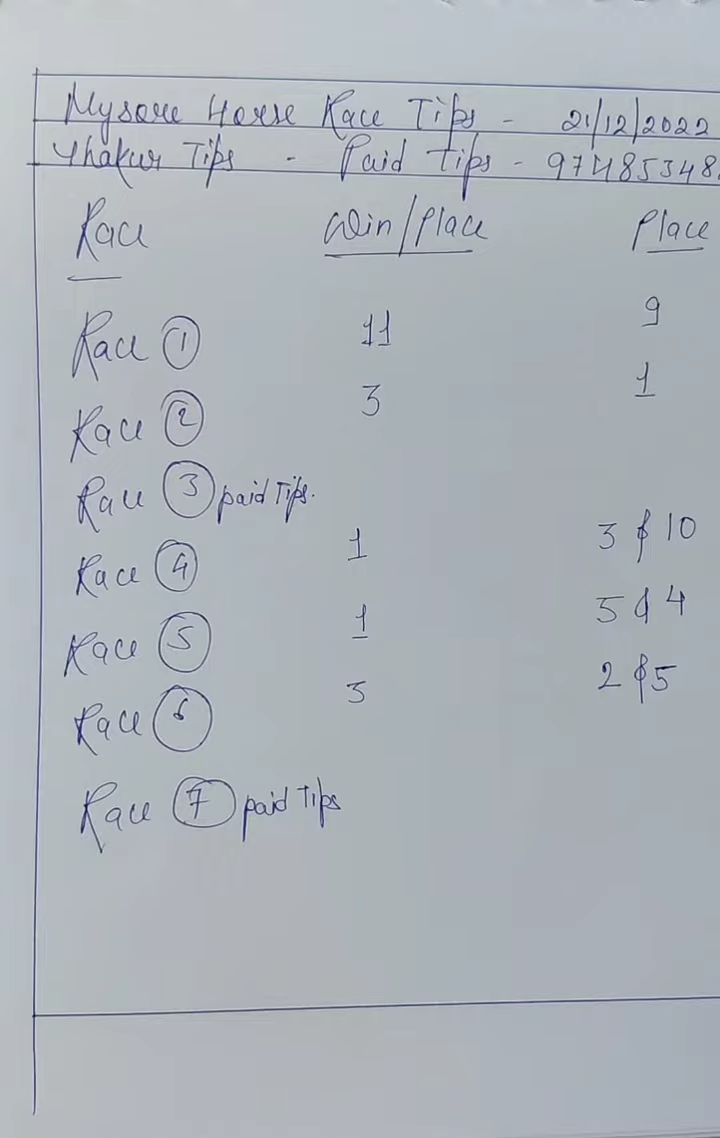 Mysore Horse Race Tips - 21/12/2022
Thakur Tips - Paid Tips - 97485348
Race Win/Place Place
Race 1 11 9
Race 2 3 1
Race 3 paid Tips.
Race 4 1 3 & 10
Race 5 1 5 & 4
Race 6 3 2 & 5
Race 7 paid Tips